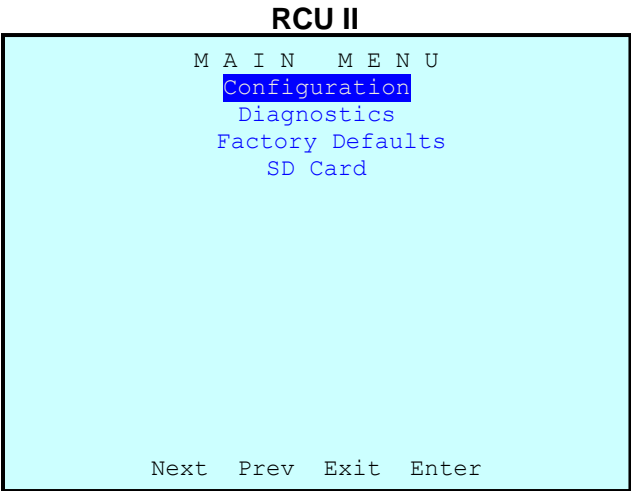 RCU II
M A I N   M E N U
Configuration
Diagnostics
Factory Defaults
SD Card
Next  Prev  Exit  Enter